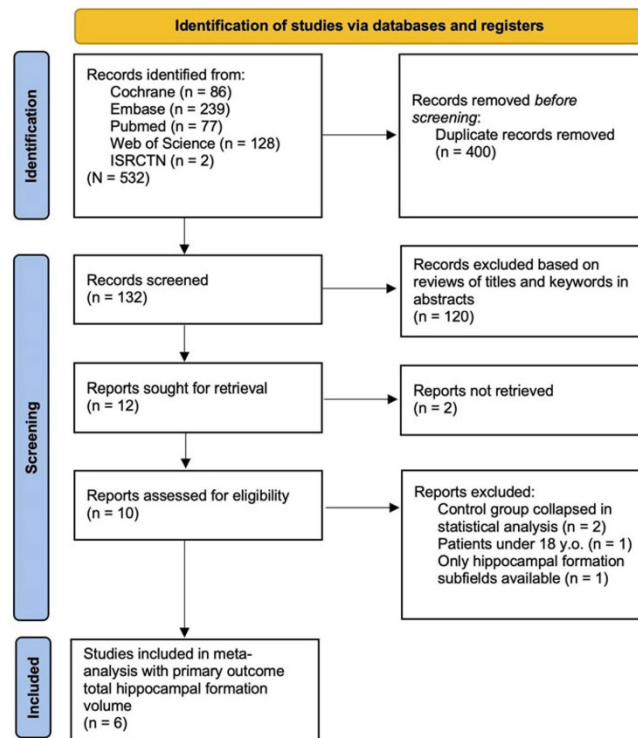 Identification of studies via databases and registers
Identification
Records identified from:
Cochrane (n = 86)
Embase (n = 239)
Pubmed (n = 77)
Web of Science (n = 128)
ISRCTN (n = 2)
(N = 532)
Records removed before
screening:
Duplicate records removed
(n = 400)
Screening
Records screened
(n = 132)
Records excluded based on
reviews of titles and keywords in
abstracts
(n = 120)
Reports sought for retrieval
(n = 12)
Reports not retrieved
(n = 2)
Reports assessed for eligibility
(n = 10)
Reports excluded:
Control group collapsed in
statistical analysis (n = 2)
Patients under 18 y.o. (n = 1)
Only hippocampal formation
subfields available (n = 1)
Included
Studies included in meta-
analysis with primary outcome
total hippocampal formation
volume
(n = 6)